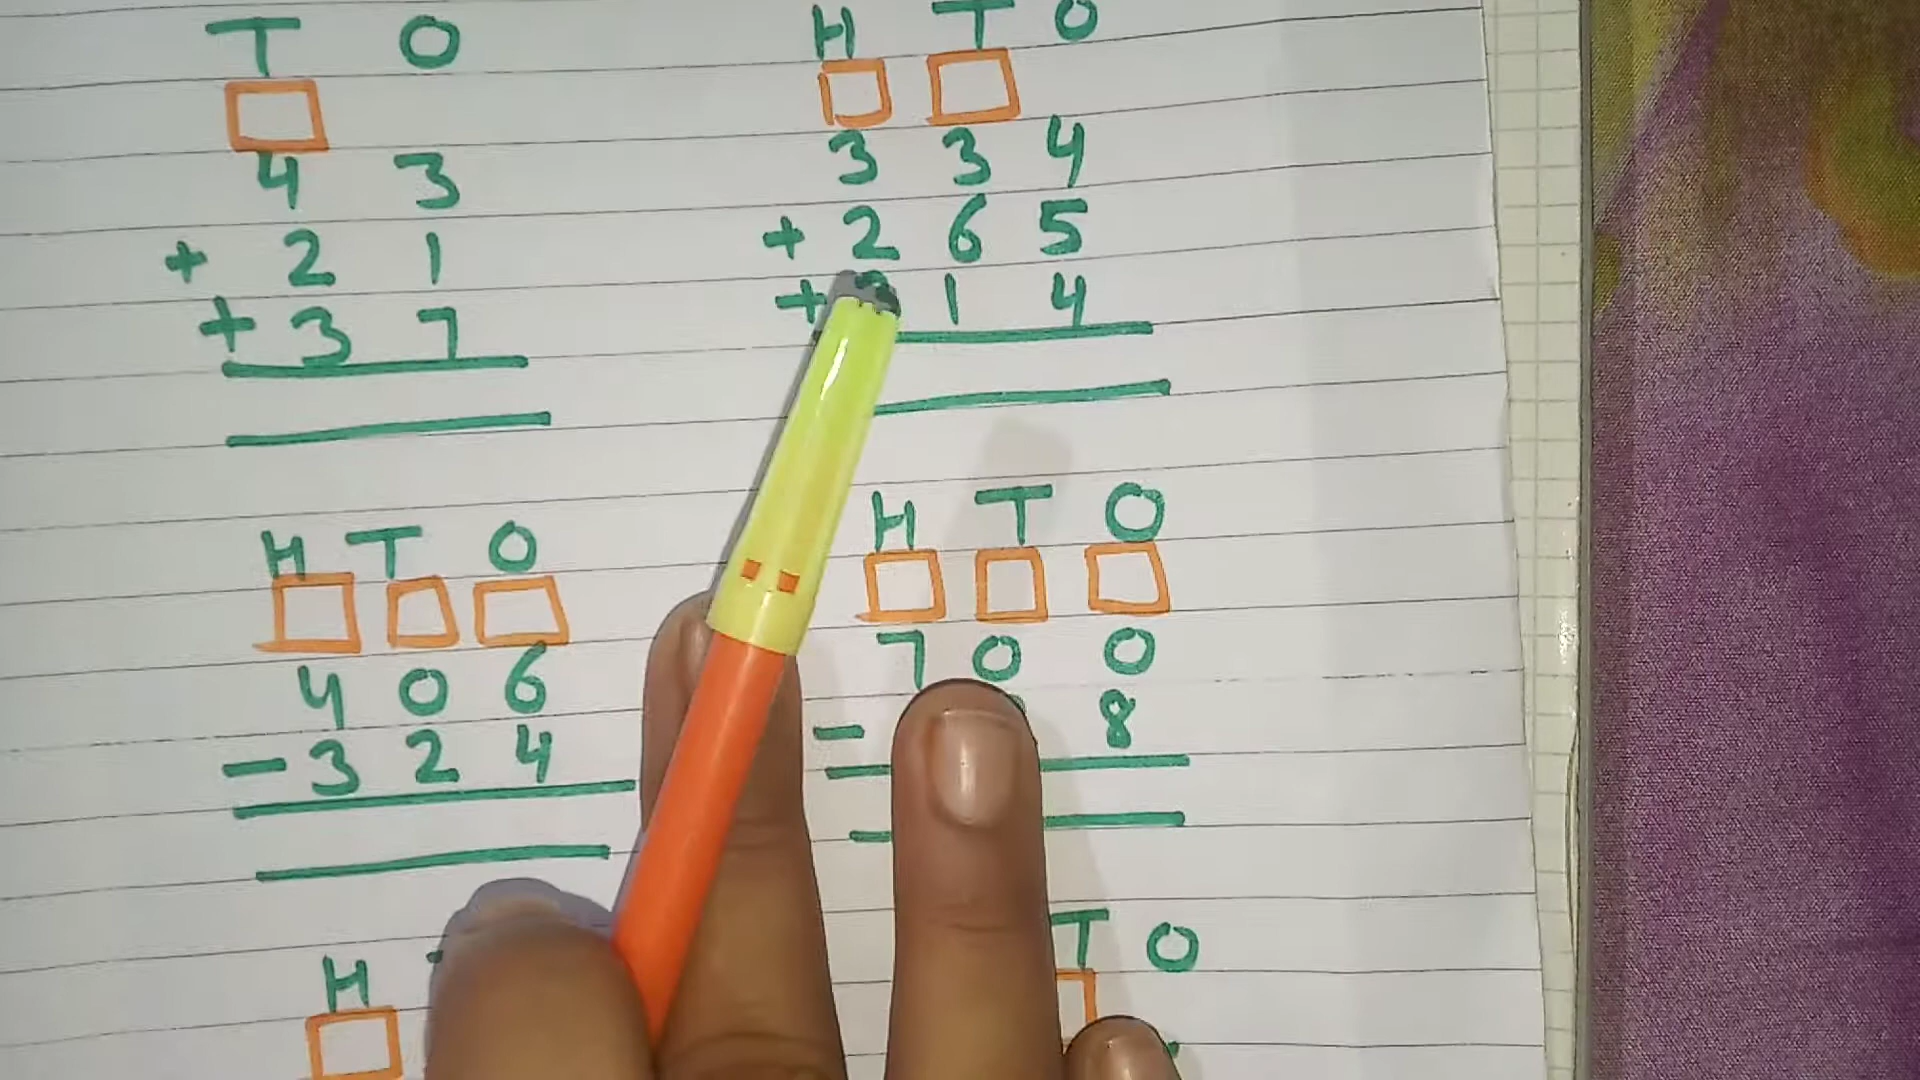 T O
4 3
+ 2 1
+ 3 7
H T O
3 3 4
+ 2 6 5
+ 1 4
H T O
4 0 6
- 3 2 4
H T O
7 0 0
- 8
H
T O